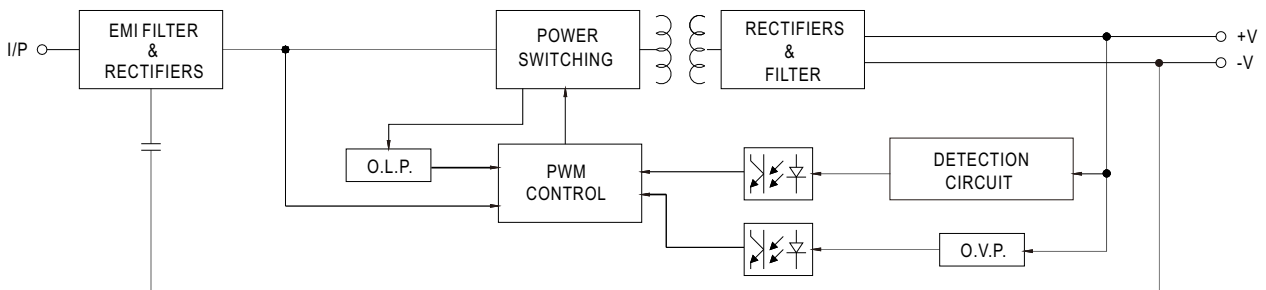 I/P
EMI FILTER
&
RECTIFIERS
POWER
SWITCHING
RECTIFIERS
&
FILTER
+V
-V
O.L.P.
PWM
CONTROL
DETECTION
CIRCUIT
O.V.P.